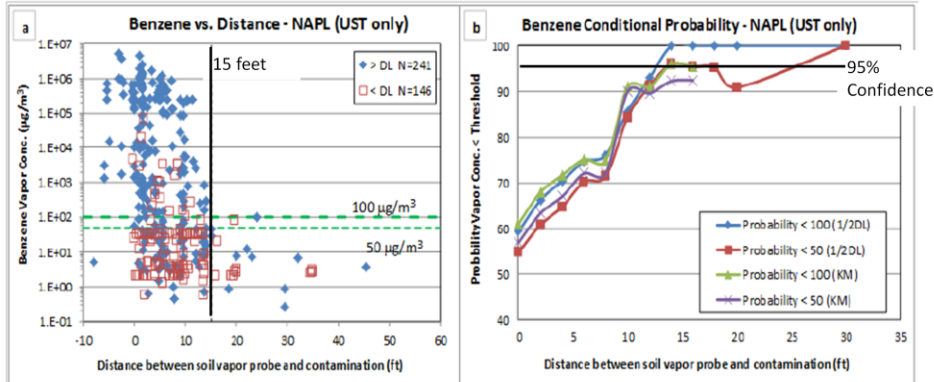 a
Benzene vs. Distance - NAPL (UST only)
Benzene Vapor Conc. (µg/m³)
1.E+07
1.E+06
1.E+05
1.E+04
1.E+03
1.E+02
1.E+01
1.E+00
1.E-01
15 feet
> DL N=241
< DL N=146
100 µg/m³
50 µg/m³
-10 0 10 20 30 40 50 60
Distance between soil vapor probe and contamination (ft)
b
Benzene Conditional Probability - NAPL (UST only)
Probbility Vapor Conc. < Threshold
100
90
80
70
60
50
40
95%
Confidence
Probability < 100 (1/2DL)
Probability < 50 (1/2DL)
Probability < 100 (KM)
Probability < 50 (KM)
0 5 10 15 20 25 30 35
Distance between soil vapor probe and contamination (ft)